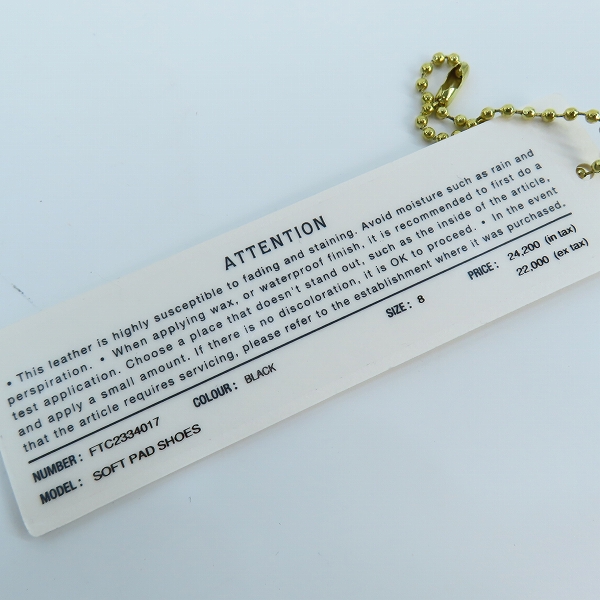 ATTENTION
• This leather is highly susceptible to fading and staining. Avoid moisture such as rain and
perspiration. • When applying wax, or waterproof finish, it is recommended to first do a
test application. Choose a place that doesn't stand out, such as the inside of the article,
and apply a small amount. If there is no discoloration, it is OK to proceed. • In the event
that the article requires servicing, please refer to the establishment where it was purchased.
NUMBER: FTC2334017 COLOUR: BLACK SIZE: 8 PRICE: 24,200 (in tax)
MODEL: SOFT PAD SHOES 22,000 (ex tax)